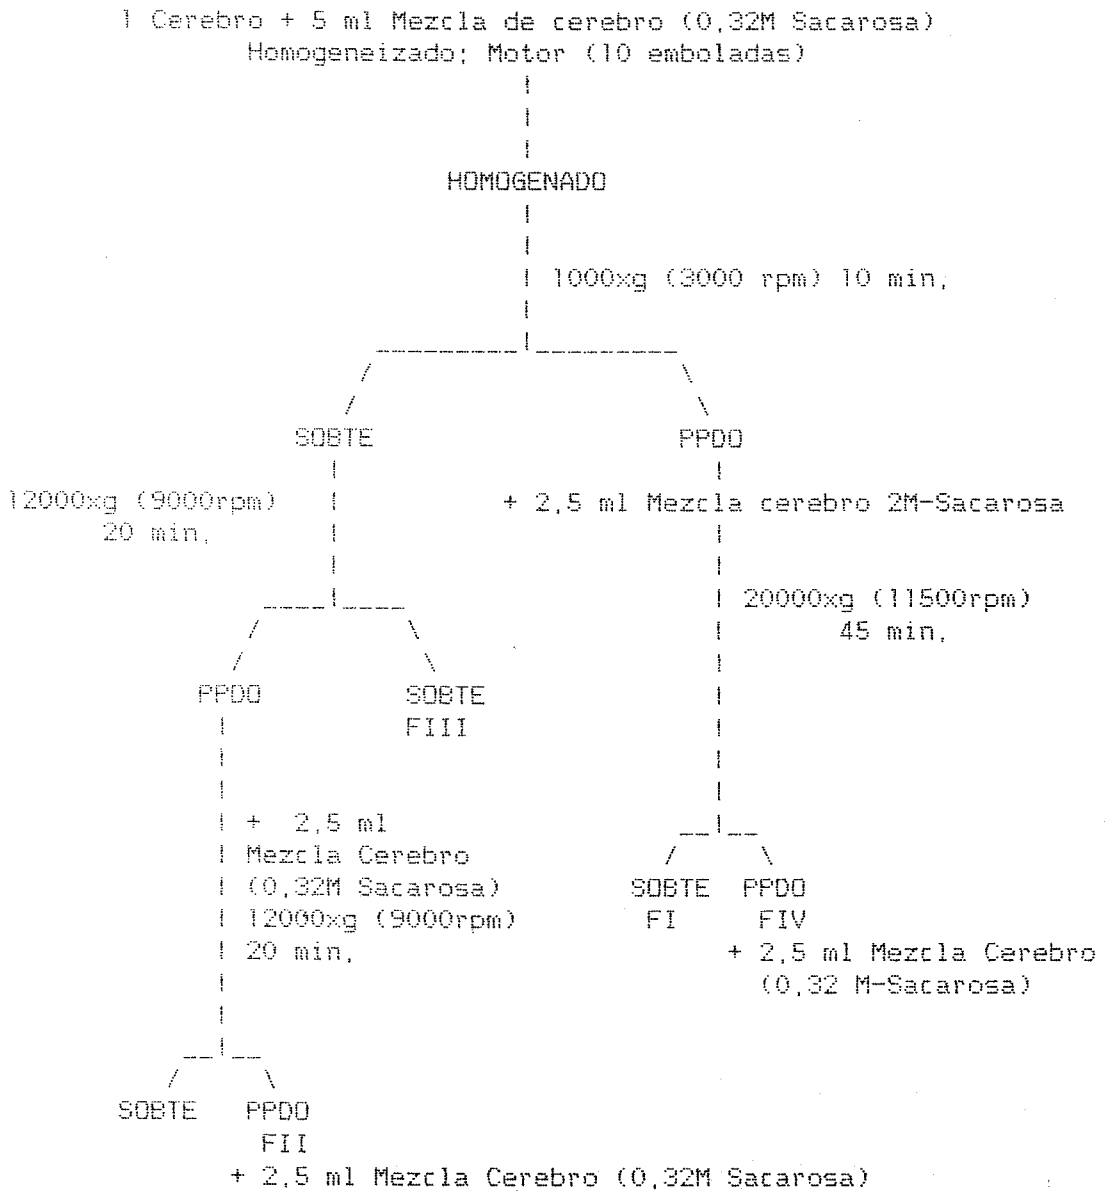 1 Cerebro + 5 ml Mezcla de cerebro (0,32M Sacarosa)
Homogeneizado; Motor (10 emboladas)
HOMOGENADO
1000xg (3000 rpm) 10 min,
SOBTE PPDO
12000xg (9000rpm)
20 min,
+ 2,5 ml Mezcla cerebro 2M-Sacarosa
20000xg (11500rpm)
45 min,
PPDO SOBTE
FIII
+ 2,5 ml
Mezcla Cerebro
(0,32M Sacarosa)
12000xg (9000rpm)
20 min,
SOBTE PPDO
FI FIV
+ 2,5 ml Mezcla Cerebro
(0,32 M-Sacarosa)
SOBTE PPDO
FII
+ 2,5 ml Mezcla Cerebro (0,32M Sacarosa)